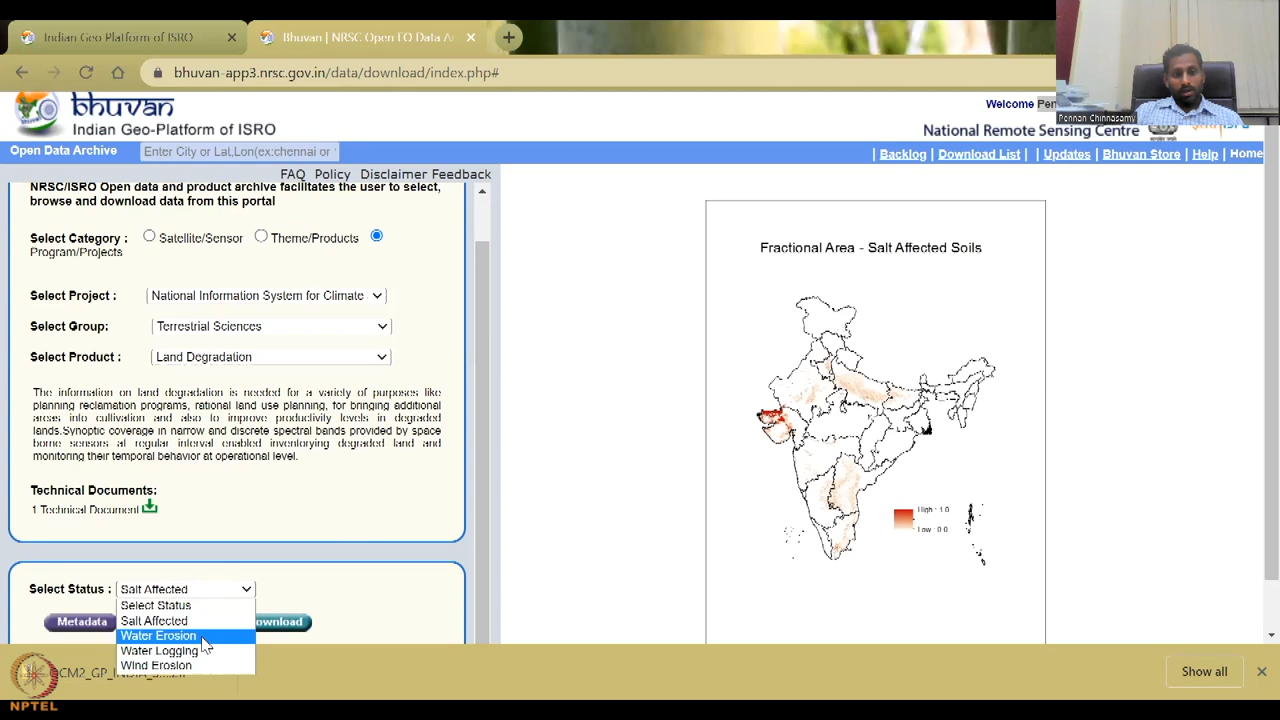 Indian Geo Platform of ISRO
Bhuvan | NRSC Open EO Data Ar
bhuvan-app3.nrsc.gov.in/data/download/index.php#
Pennan Chinnasamy
bhuvan
Indian Geo-Platform of ISRO
Welcome Pen
National Remote Sensing Centre
Open Data Archive
Enter City or Lat,Lon(ex:chennai or
| Backlog | Download List | | Updates | Bhuvan Store | Help | Home
FAQ Policy Disclaimer Feedback
NRSC/ISRO Open data and product archive facilitates the user to select,
browse and download data from this portal
Select Category : Satellite/Sensor Theme/Products
Program/Projects
Select Project : National Information System for Climate
Select Group: Terrestrial Sciences
Select Product : Land Degradation
The information on land degradation is needed for a variety of purposes like
planning reclamation programs, rational land use planning, for bringing additional
areas into cultivation and also to improve productivity levels in degraded
lands.Synoptic coverage in narrow and discrete spectral bands provided by space
borne sensors at regular interval enabled inventorying degraded land and
monitoring their temporal behavior at operational level.
Technical Documents:
1 Technical Document
Select Status : Salt Affected
Select Status
Salt Affected
Water Erosion
Water Logging
Wind Erosion
Metadata
ownload
Fractional Area - Salt Affected Soils
High : 1.0
Low : 0.0
Show all
NPTEL